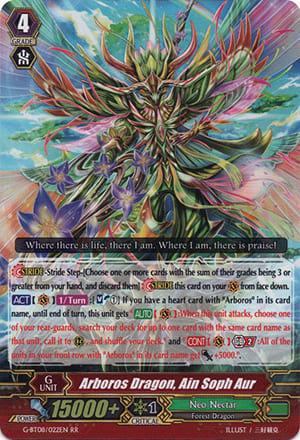 4
GRADE
Where there is life, there I am. Where I am, there is praise!
STRIDE -Stride Step-[Choose one or more cards with the sum of their grades being 3 or
greater from your hand, and discard them] STRIDE this card on your from face down.
ACT 1/Turn :[ 1] If you have a heart card with "Arboros" in its card
name, until end of turn, this unit gets " AUTO :When this unit attacks, choose one
of your rear-guards, search your deck for up to one card with the same card name as
that unit, call it to , and shuffle your deck." and " CONT 2:All of the
units in your front row with "Arboros" in its card name get +5000.".
G
UNIT
Arboros Dragon, Ain Soph Aur
POWER
15000+
1
CRITICAL
Neo Nectar
Forest Dragon
G-BT08/022EN RR
ILLUST / 三好載克